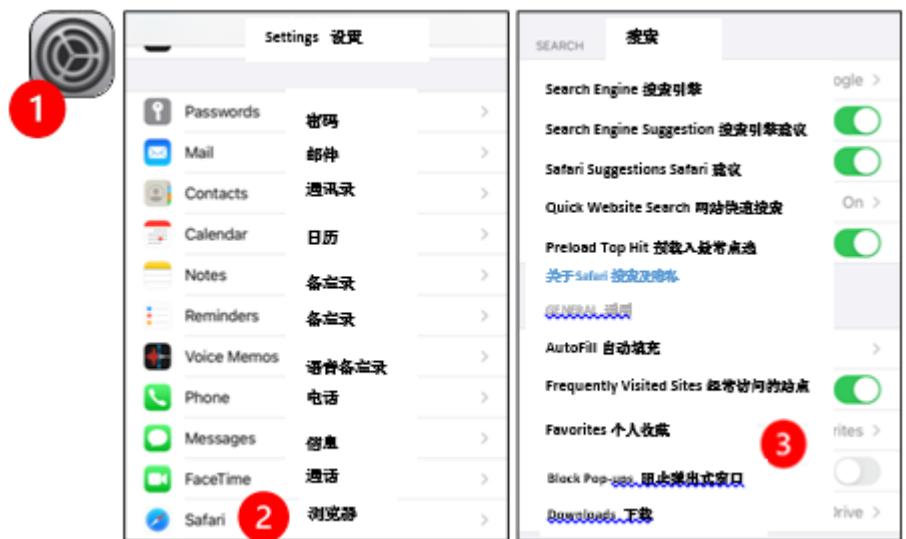 1
Settings 设置
Passwords 密码
Mail 邮件
Contacts 通讯录
Calendar 日历
Notes 备忘录
Reminders 备忘录
Voice Memos 语音备忘录
Phone 电话
Messages 信息
FaceTime 通话
Safari 2 浏览器
SEARCH 搜索
Search Engine 搜索引擎 ogle
Search Engine Suggestion 搜索引擎建议
Safari Suggestions Safari 建议
Quick Website Search 网站快速搜索 On
Preload Top Hit 预载入最常点选
关于 Safari 搜索及隐私
GENERAL 通用
AutoFill 自动填充
Frequently Visited Sites 经常访问的站点
Favorites 个人收藏 3 rites
Block Pop-ups 阻止弹出式窗口
Downloads 下载 Drive